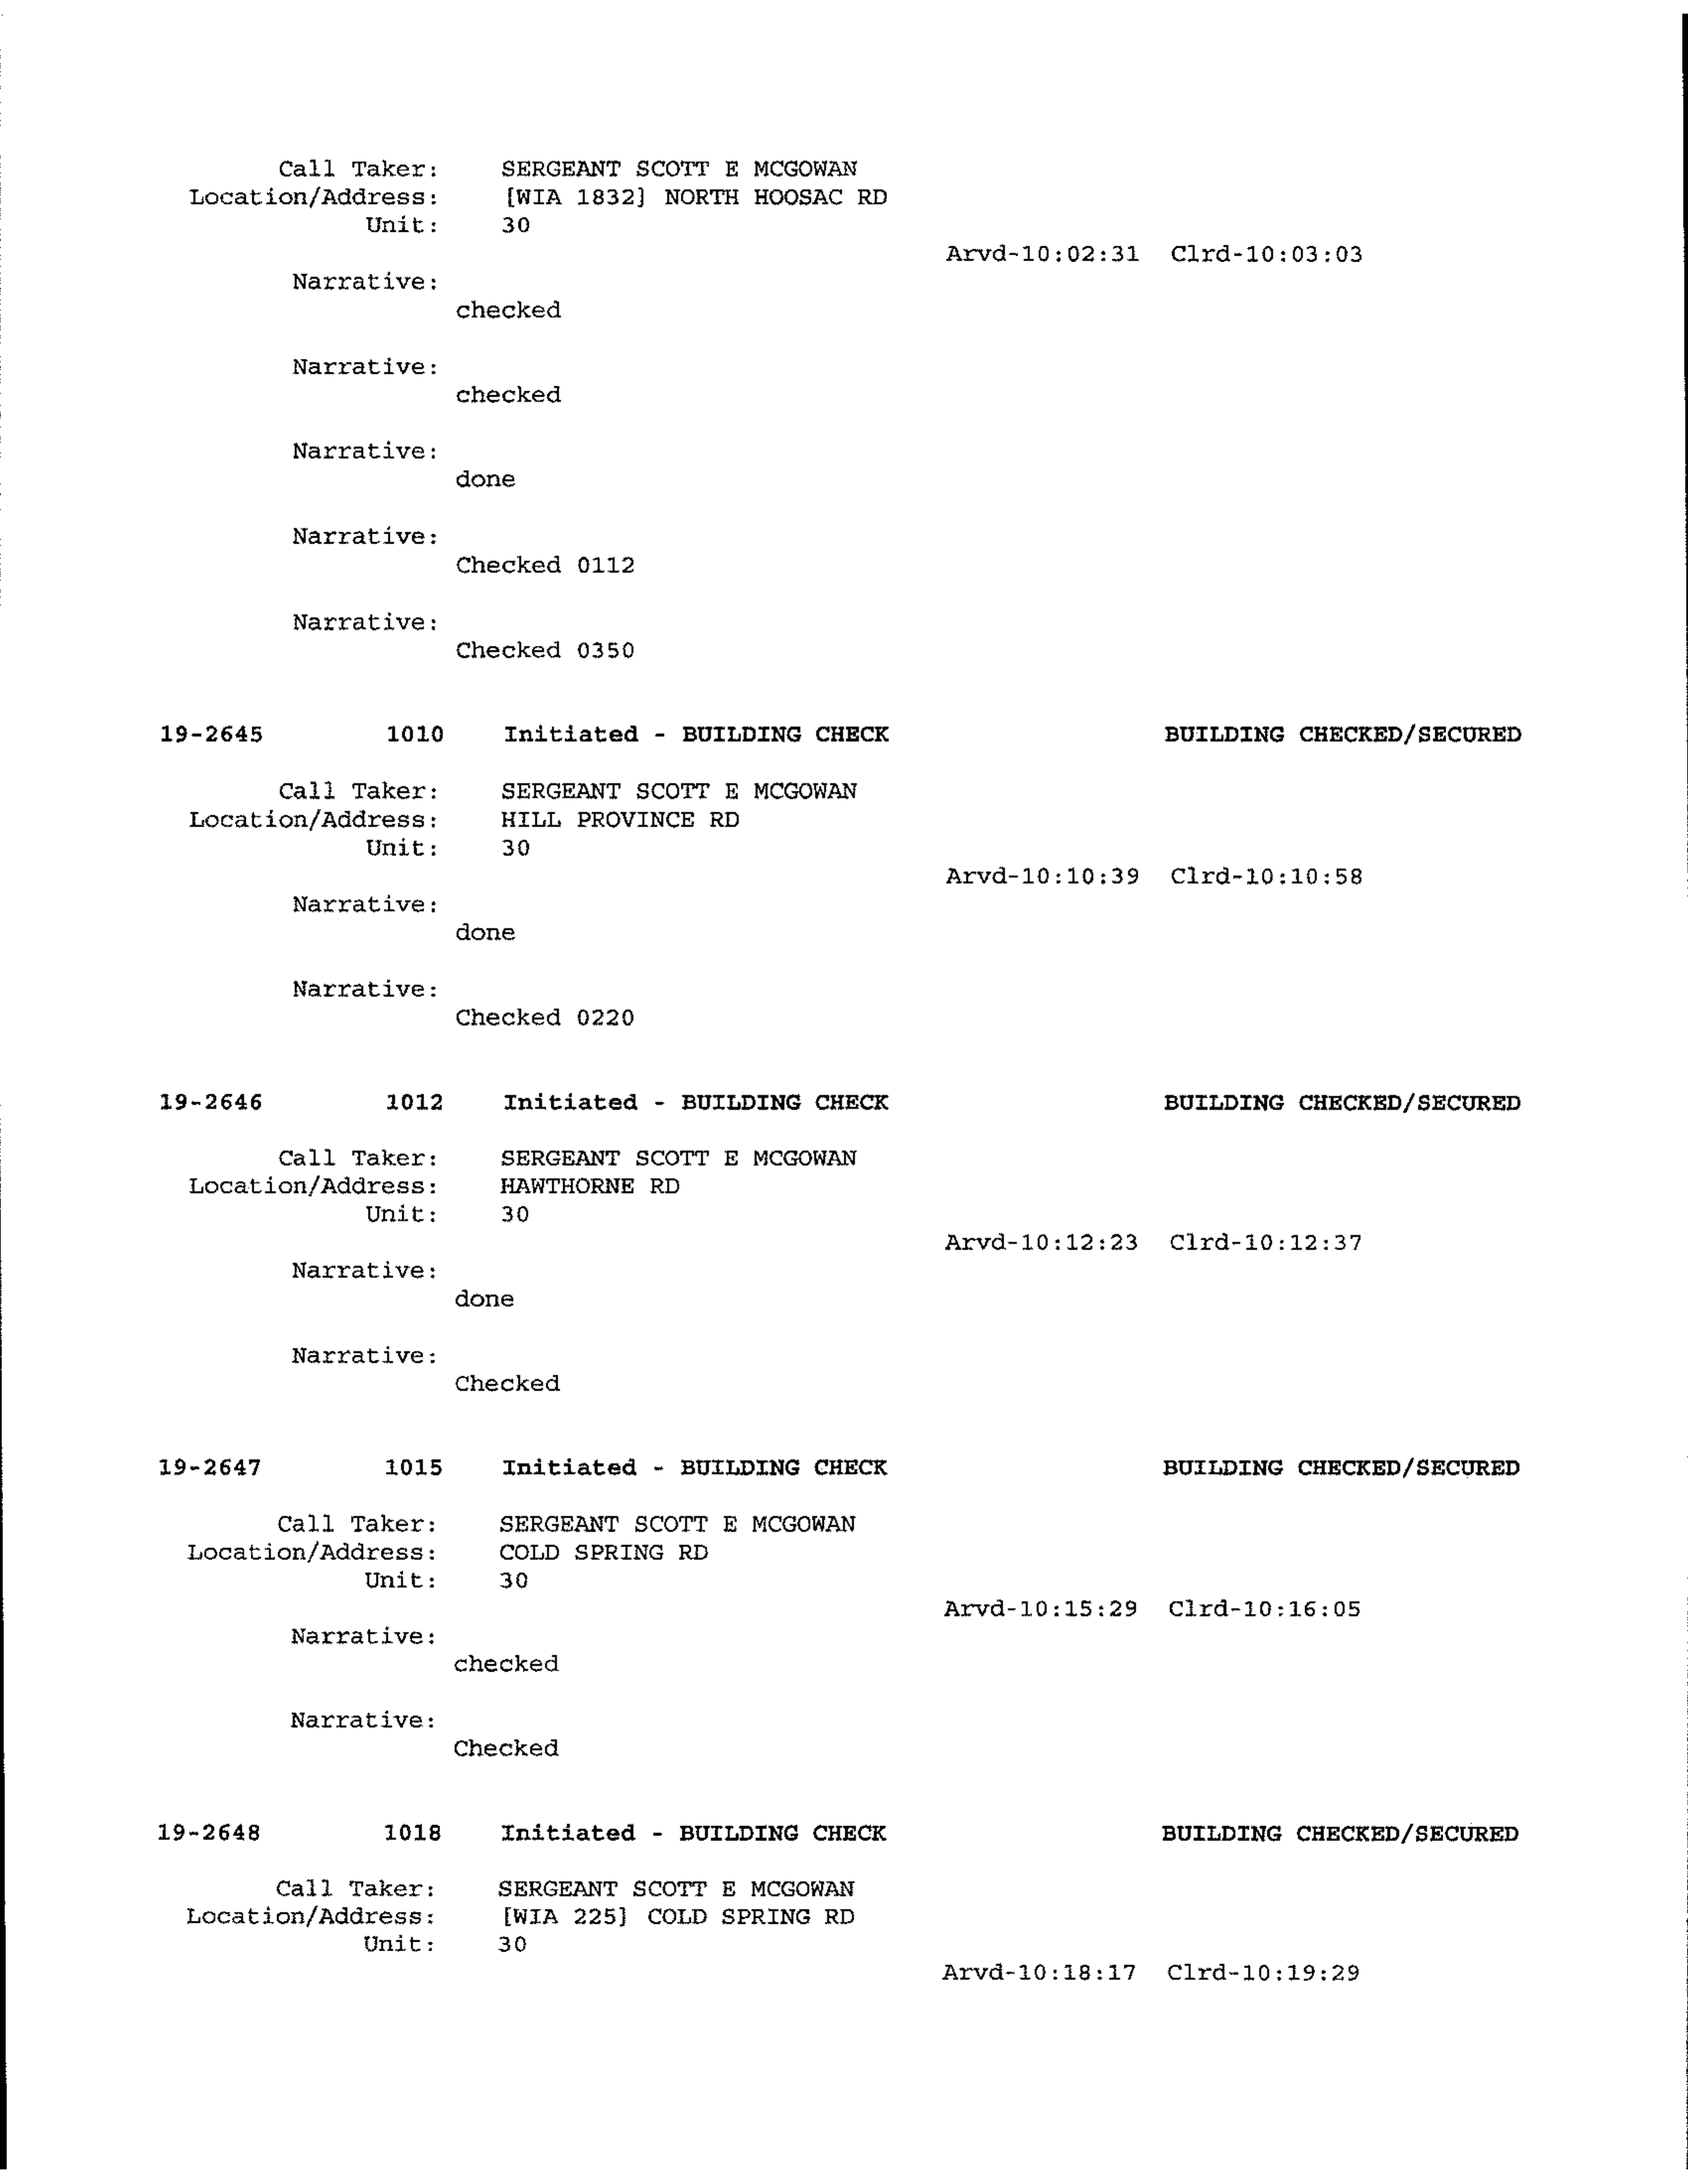 Call Taker: SERGEANT SCOTT E MCGOWAN
Location/Address: [WIA 1832] NORTH HOOSAC RD
Unit: 30
Arvd-10:02:31 Clrd-10:03:03
Narrative:
checked
Narrative:
checked
Narrative:
done
Narrative:
Checked 0112
Narrative:
Checked 0350
19-2645 1010 Initiated - BUILDING CHECK BUILDING CHECKED/SECURED
Call Taker: SERGEANT SCOTT E MCGOWAN
Location/Address: HILL PROVINCE RD
Unit: 30
Arvd-10:10:39 Clrd-10:10:58
Narrative:
done
Narrative:
Checked 0220
19-2646 1012 Initiated - BUILDING CHECK BUILDING CHECKED/SECURED
Call Taker: SERGEANT SCOTT E MCGOWAN
Location/Address: HAWTHORNE RD
Unit: 30
Arvd-10:12:23 Clrd-10:12:37
Narrative:
done
Narrative:
Checked
19-2647 1015 Initiated - BUILDING CHECK BUILDING CHECKED/SECURED
Call Taker: SERGEANT SCOTT E MCGOWAN
Location/Address: COLD SPRING RD
Unit: 30
Arvd-10:15:29 Clrd-10:16:05
Narrative:
checked
Narrative:
Checked
19-2648 1018 Initiated - BUILDING CHECK BUILDING CHECKED/SECURED
Call Taker: SERGEANT SCOTT E MCGOWAN
Location/Address: [WIA 225] COLD SPRING RD
Unit: 30
Arvd-10:18:17 Clrd-10:19:29